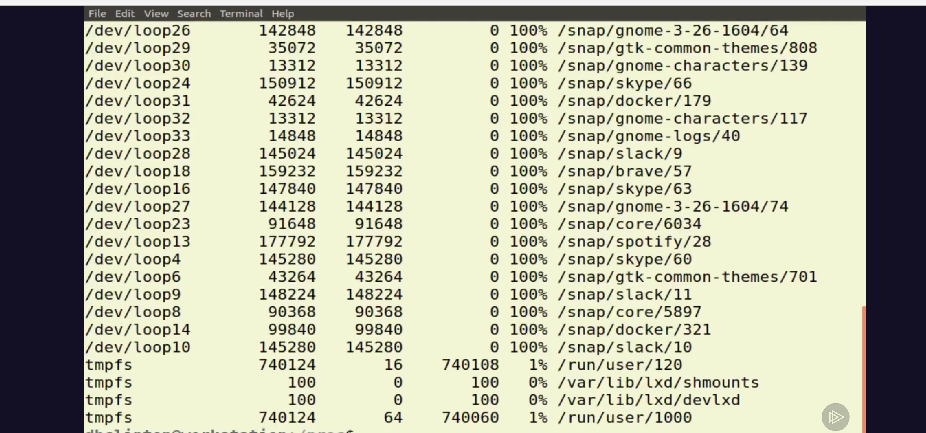 File Edit View Search Terminal Help
/dev/loop26 142848 142848 0 100% /snap/gnome-3-26-1604/64
/dev/loop29 35072 35072 0 100% /snap/gtk-common-themes/808
/dev/loop30 13312 13312 0 100% /snap/gnome-characters/139
/dev/loop24 150912 150912 0 100% /snap/skype/66
/dev/loop31 42624 42624 0 100% /snap/docker/179
/dev/loop32 13312 13312 0 100% /snap/gnome-characters/117
/dev/loop33 14848 14848 0 100% /snap/gnome-logs/40
/dev/loop28 145024 145024 0 100% /snap/slack/9
/dev/loop18 159232 159232 0 100% /snap/brave/57
/dev/loop16 147840 147840 0 100% /snap/skype/63
/dev/loop27 144128 144128 0 100% /snap/gnome-3-26-1604/74
/dev/loop23 91648 91648 0 100% /snap/core/6034
/dev/loop13 177792 177792 0 100% /snap/spotify/28
/dev/loop4 145280 145280 0 100% /snap/skype/60
/dev/loop6 43264 43264 0 100% /snap/gtk-common-themes/701
/dev/loop9 148224 148224 0 100% /snap/slack/11
/dev/loop8 90368 90368 0 100% /snap/core/5897
/dev/loop14 99840 99840 0 100% /snap/docker/321
/dev/loop10 145280 145280 0 100% /snap/slack/10
tmpfs 740124 16 740108 1% /run/user/120
tmpfs 100 0 100 0% /var/lib/lxd/shmounts
tmpfs 100 0 100 0% /var/lib/lxd/devlxd
tmpfs 740124 64 740060 1% /run/user/1000